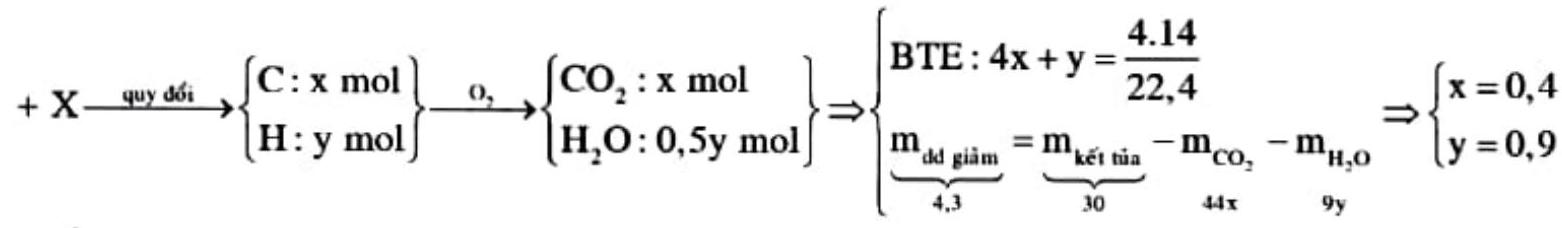 + X —quy đổi→ {C : x mol; H : y mol} —O₂→ {CO₂ : x mol; H₂O : 0,5y mol} ⇒ {BTE : 4x + y = 4.14/22,4; m dd giảm (4,3) = m kết tủa (30) − m CO₂ (44x) − m H₂O (9y)} ⇒ {x = 0,4; y = 0,9